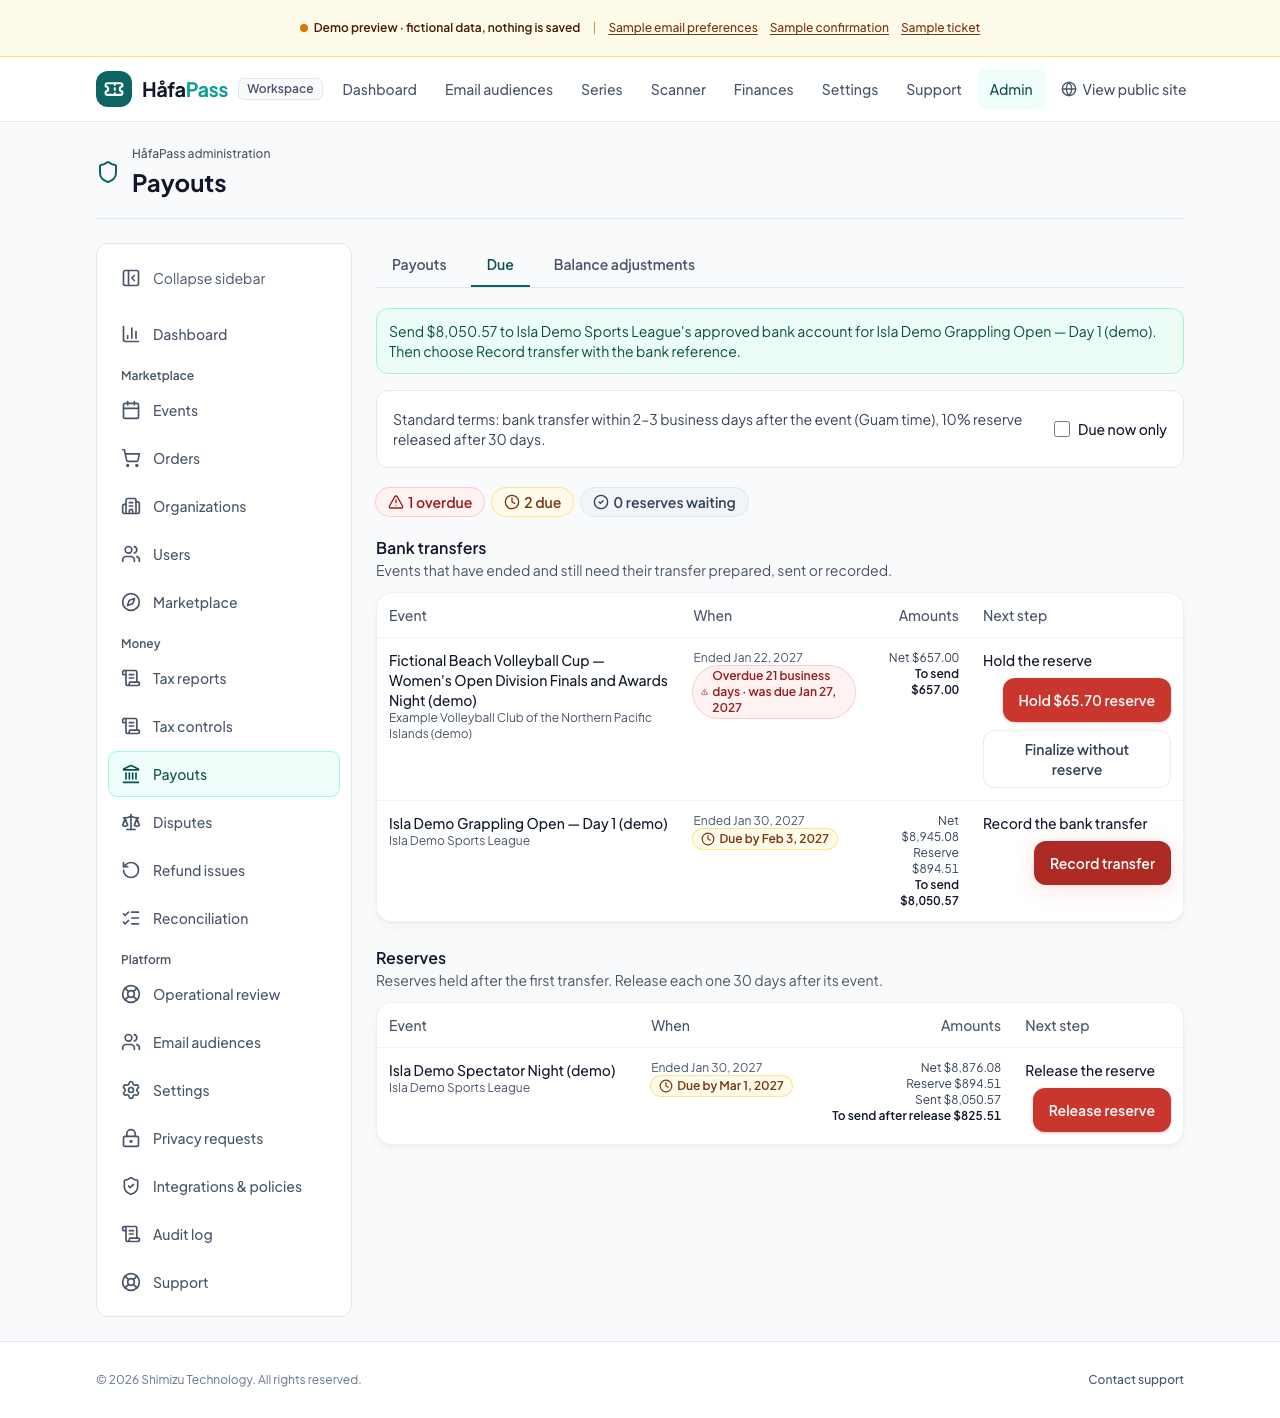 Demo preview · fictional data, nothing is saved | Sample email preferences Sample confirmation Sample ticket
HåfaPass Workspace Dashboard Email audiences Series Scanner Finances Settings Support Admin View public site
HåfaPass administration
Payouts
Collapse sidebar
Dashboard
Marketplace
Events
Orders
Organizations
Users
Marketplace
Money
Tax reports
Tax controls
Payouts
Disputes
Refund issues
Reconciliation
Platform
Operational review
Email audiences
Settings
Privacy requests
Integrations & policies
Audit log
Support
Payouts Due Balance adjustments
Send $8,050.57 to Isla Demo Sports League's approved bank account for Isla Demo Grappling Open — Day 1 (demo).
Then choose Record transfer with the bank reference.
Standard terms: bank transfer within 2–3 business days after the event (Guam time), 10% reserve
released after 30 days.
Due now only
1 overdue 2 due 0 reserves waiting
Bank transfers
Events that have ended and still need their transfer prepared, sent or recorded.
Event When Amounts Next step
Fictional Beach Volleyball Cup —
Women's Open Division Finals and Awards
Night (demo)
Example Volleyball Club of the Northern Pacific
Islands (demo)
Ended Jan 22, 2027
Overdue 21 business
days · was due Jan 27,
2027
Net $657.00
To send
$657.00
Hold the reserve
Hold $65.70 reserve
Finalize without
reserve
Isla Demo Grappling Open — Day 1 (demo)
Isla Demo Sports League
Ended Jan 30, 2027
Due by Feb 3, 2027
Net
$8,945.08
Reserve
$894.51
To send
$8,050.57
Record the bank transfer
Record transfer
Reserves
Reserves held after the first transfer. Release each one 30 days after its event.
Event When Amounts Next step
Isla Demo Spectator Night (demo)
Isla Demo Sports League
Ended Jan 30, 2027
Due by Mar 1, 2027
Net $8,876.08
Reserve $894.51
Sent $8,050.57
To send after release $825.51
Release the reserve
Release reserve
© 2026 Shimizu Technology. All rights reserved.
Contact support